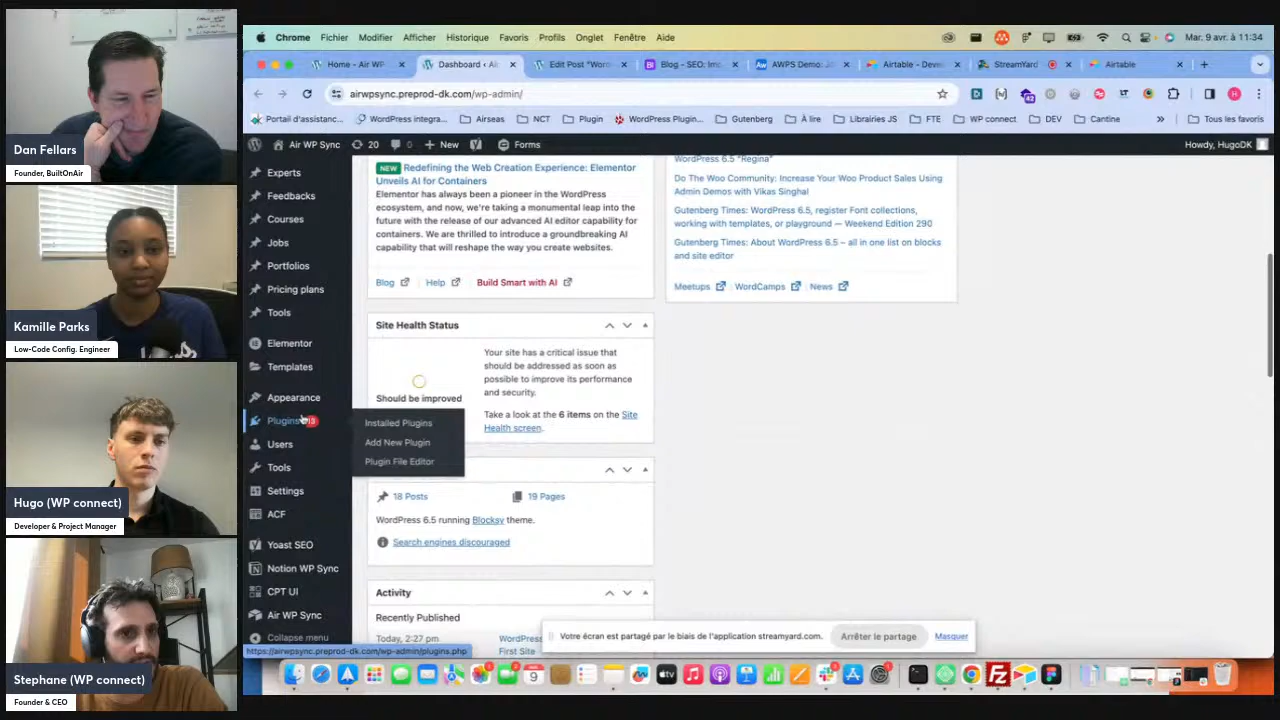 Dan Fellars
Founder, BuiltOnAir
Kamille Parks
Low-Code Config. Engineer
Hugo (WP connect)
Developer & Project Manager
Stephane (WP connect)
Founder & CEO
Chrome Fichier Modifier Afficher Historique Favoris Profils Onglet Fenêtre Aide
Mar. 9 avr. à 11:34
Home - Air WP
Dashboard ‹ Ai
Edit Post "Wor
Blog - SEO: Imc
AWPS Demo: J
Airtable - Deve
StreamYard
Airtable
airwpsync.preprod-dk.com/wp-admin/
Portail d'assistanc...
WordPress integra...
Airseas
NCT
Plugin
WordPress Plugin...
Gutenberg
À lire
Librairies JS
FTE
WP connect
DEV
Cantine
Tous les favoris
Air WP Sync
20
0
New
Forms
Howdy, HugoDK
Experts
Feedbacks
Courses
Jobs
Portfolios
Pricing plans
Tools
Elementor
Templates
Appearance
Plugins 13
Users
Tools
Settings
ACF
Yoast SEO
Notion WP Sync
CPT UI
Air WP Sync
Collapse menu
Installed Plugins
Add New Plugin
Plugin File Editor
NEW Redefining the Web Creation Experience: Elementor
Unveils AI for Containers
Elementor has always been a pioneer in the WordPress
ecosystem, and now, we're taking a monumental leap into the
future with the release of our advanced AI editor capability for
containers. We are thrilled to introduce a groundbreaking AI
capability that will reshape the way you create websites.
Blog
Help
Build Smart with AI
WordPress 6.5 "Regina"
Do The Woo Community: Increase Your Woo Product Sales Using
Admin Demos with Vikas Singhal
Gutenberg Times: WordPress 6.5, register Font collections,
working with templates, or playground — Weekend Edition 290
Gutenberg Times: About WordPress 6.5 – all in one list on blocks
and site editor
Meetups
WordCamps
News
Site Health Status
Should be improved
Your site has a critical issue that
should be addressed as soon as
possible to improve its performance
and security.
Take a look at the 6 items on the Site
Health screen.
18 Posts
19 Pages
WordPress 6.5 running Blocksy theme.
Search engines discouraged
Activity
Recently Published
Today, 2:27 pm
WordPress
First Site
Votre écran est partagé par le biais de l'application streamyard.com.
Arrêter le partage
Masquer
https://airwpsync.preprod-dk.com/wp-admin/plugins.php